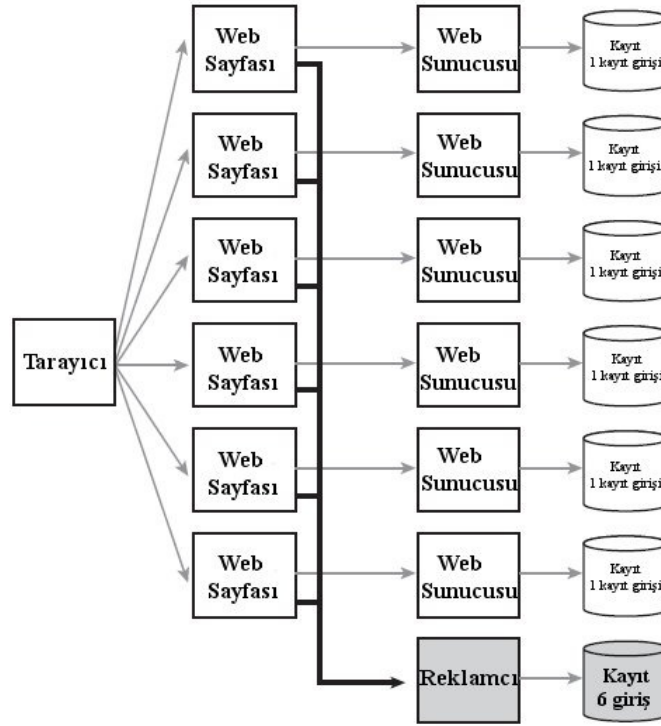 Web
Sayfası
Web
Sunucusu
Kayıt
1 kayıt girişi
Web
Sayfası
Web
Sunucusu
Kayıt
1 kayıt girişi
Web
Sayfası
Web
Sunucusu
Kayıt
1 kayıt girişi
Tarayıcı
Web
Sayfası
Web
Sunucusu
Kayıt
1 kayıt girişi
Web
Sayfası
Web
Sunucusu
Kayıt
1 kayıt girişi
Web
Sayfası
Web
Sunucusu
Kayıt
1 kayıt girişi
Reklamcı
Kayıt
6 giriş